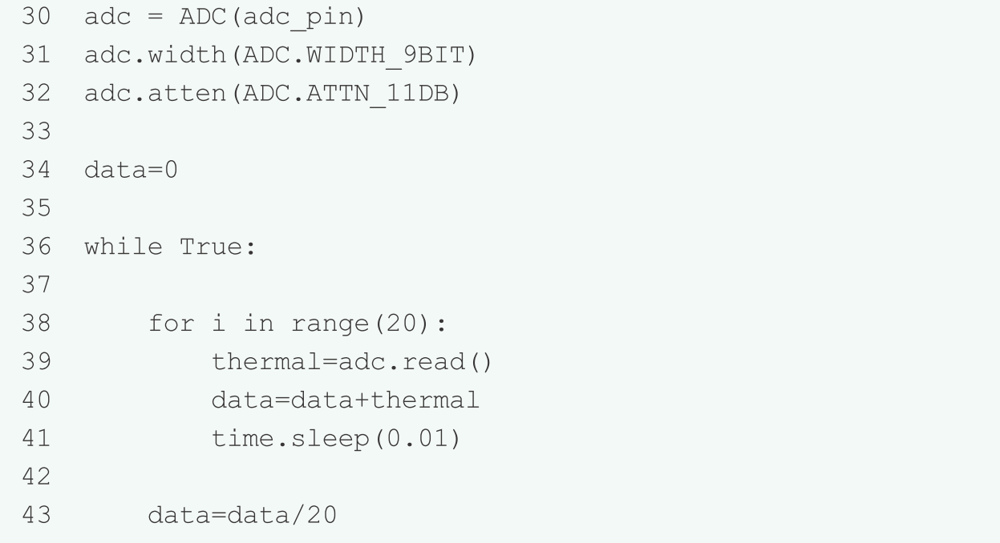 30 adc = ADC(adc_pin)
31 adc.width(ADC.WIDTH_9BIT)
32 adc.atten(ADC.ATTN_11DB)
33
34 data=0
35
36 while True:
37
38     for i in range(20):
39         thermal=adc.read()
40         data=data+thermal
41         time.sleep(0.01)
42
43     data=data/20